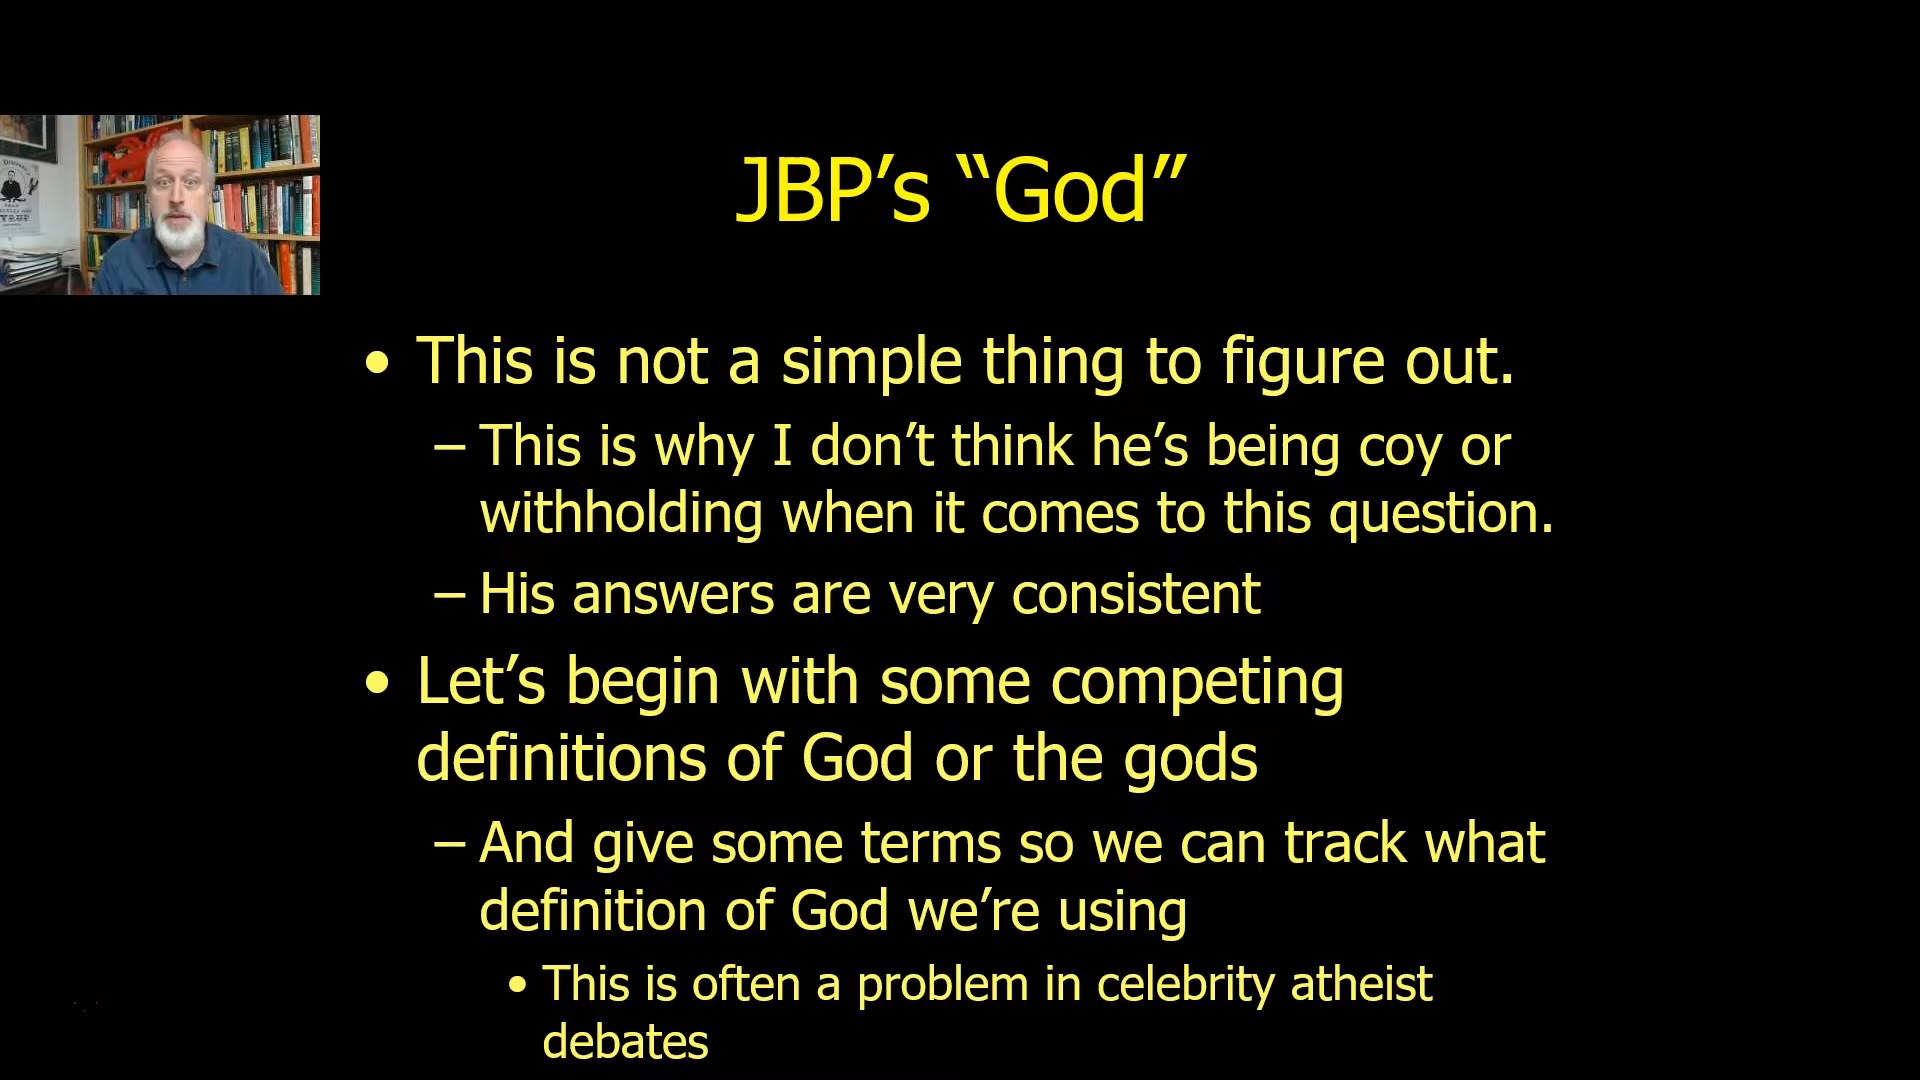 JBP’s “God”
• This is not a simple thing to figure out.
– This is why I don’t think he’s being coy or
withholding when it comes to this question.
– His answers are very consistent
• Let’s begin with some competing
definitions of God or the gods
– And give some terms so we can track what
definition of God we’re using
• This is often a problem in celebrity atheist
debates